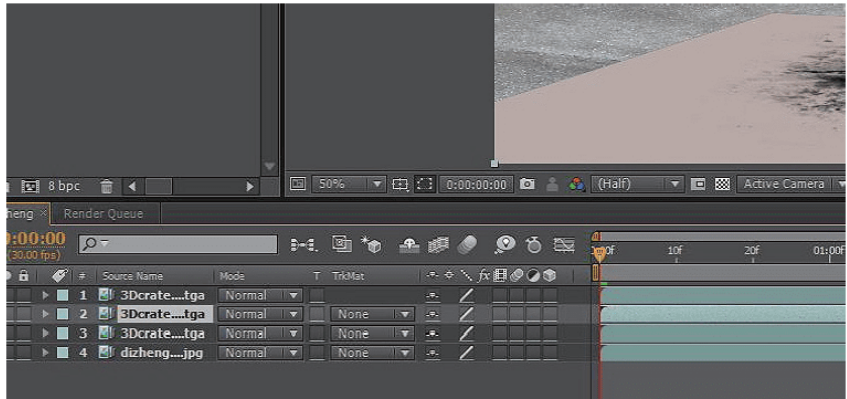 8 bpc
50%
0:00:00:00
(Half)
Active Camera
heng ×
Render Queue
0:00:00
(30.00 fps)
00f
10f
20f
01:00f
# Source Name Mode T TrkMat
fx
1 3Dcrate....tga Normal
2 3Dcrate....tga Normal None
3 3Dcrate....tga Normal None
4 dizheng....jpg Normal None